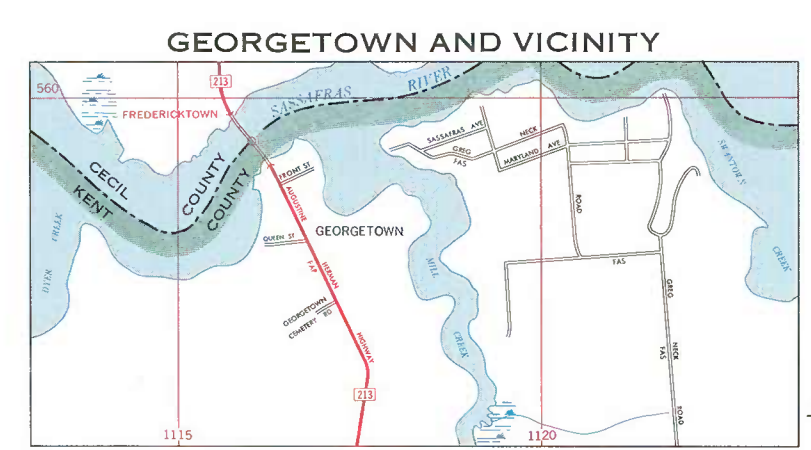 GEORGETOWN AND VICINITY
213
560
FREDERICKTOWN
SASSAFRAS RIVER
CECIL COUNTY
KENT COUNTY
SASSAFRAS AVE
GREG NECK ROAD
FAS
MARYLAND AVE
SWANTOWN CREEK
FRONT ST
AUGUSTINE HERMAN HIGHWAY
FAP
QUEEN ST
GEORGETOWN
DYER CREEK
MILL CREEK
FAS
GREG NECK ROAD
FAS
GEORGETOWN
CEMETERY RD
213
1115
1120